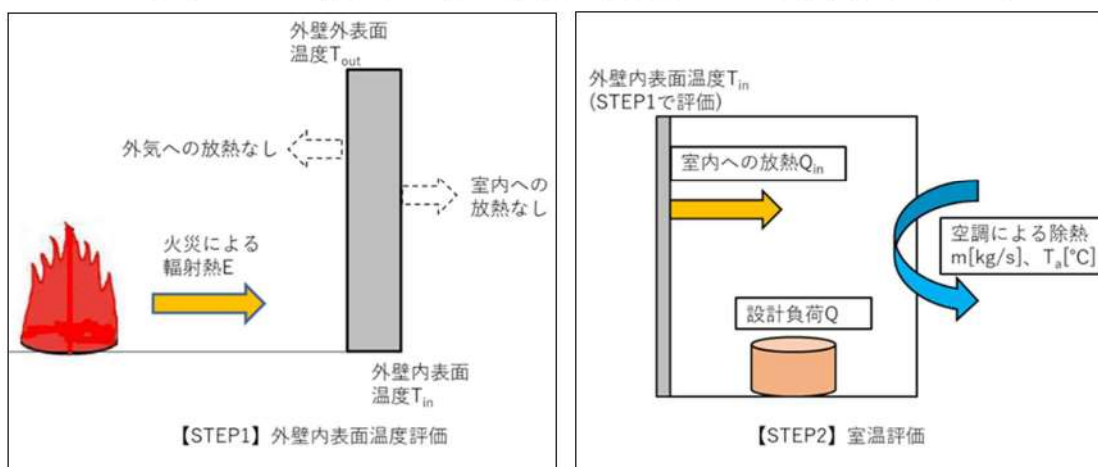 外壁外表面
温度Tout
外気への放熱なし
室内への
放熱なし
火災による
輻射熱E
外壁内表面
温度Tin
【STEP1】外壁内表面温度評価
外壁内表面温度Tin
(STEP1で評価)
室内への放熱Qin
空調による除熱
m[kg/s]、Ta[℃]
設計負荷Q
【STEP2】室温評価